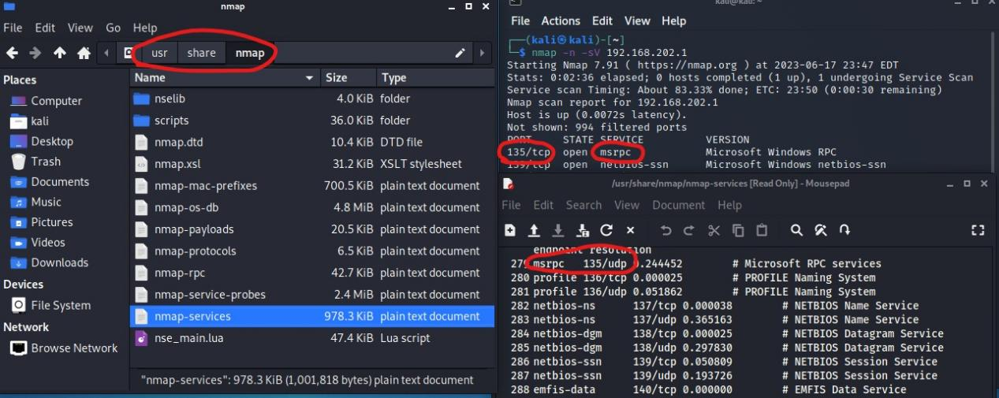 nmap
File Edit View Go Help
usr share nmap
Places
Computer
kali
Desktop
Trash
Documents
Music
Pictures
Videos
Downloads
Devices
File System
Network
Browse Network
Name Size Type
nselib 4.0 KiB folder
scripts 36.0 KiB folder
nmap.dtd 10.4 KiB DTD file
nmap.xsl 31.2 KiB XSLT stylesheet
nmap-mac-prefixes 700.5 KiB plain text document
nmap-os-db 4.8 MiB plain text document
nmap-payloads 20.5 KiB plain text document
nmap-protocols 6.5 KiB plain text document
nmap-rpc 42.7 KiB plain text document
nmap-service-probes 2.4 MiB plain text document
nmap-services 978.3 KiB plain text document
nse_main.lua 47.4 KiB Lua script
"nmap-services": 978.3 KiB (1,001,818 bytes) plain text document
kali@kali: ~
File Actions Edit View Help
(kali㉿kali)-[~]
$ nmap -n -sV 192.168.202.1
Starting Nmap 7.91 ( https://nmap.org ) at 2023-06-17 23:47 EDT
Stats: 0:02:36 elapsed; 0 hosts completed (1 up), 1 undergoing Service Scan
Service scan Timing: About 83.33% done; ETC: 23:50 (0:00:30 remaining)
Nmap scan report for 192.168.202.1
Host is up (0.0072s latency).
Not shown: 994 filtered ports
PORT STATE SERVICE VERSION
135/tcp open msrpc Microsoft Windows RPC
139/tcp open netbios-ssn Microsoft Windows netbios-ssn
/usr/share/nmap/nmap-services [Read Only] - Mousepad
File Edit Search View Document Help
endpoint resolution
279 msrpc 135/udp 0.244452 # Microsoft RPC services
280 profile 136/tcp 0.000025 # PROFILE Naming System
281 profile 136/udp 0.051862 # PROFILE Naming System
282 netbios-ns 137/tcp 0.000038 # NETBIOS Name Service
283 netbios-ns 137/udp 0.365163 # NETBIOS Name Service
284 netbios-dgm 138/tcp 0.000025 # NETBIOS Datagram Service
285 netbios-dgm 138/udp 0.297830 # NETBIOS Datagram Service
286 netbios-ssn 139/tcp 0.050809 # NETBIOS Session Service
287 netbios-ssn 139/udp 0.193726 # NETBIOS Session Service
288 emfis-data 140/tcp 0.000000 # EMFIS Data Service